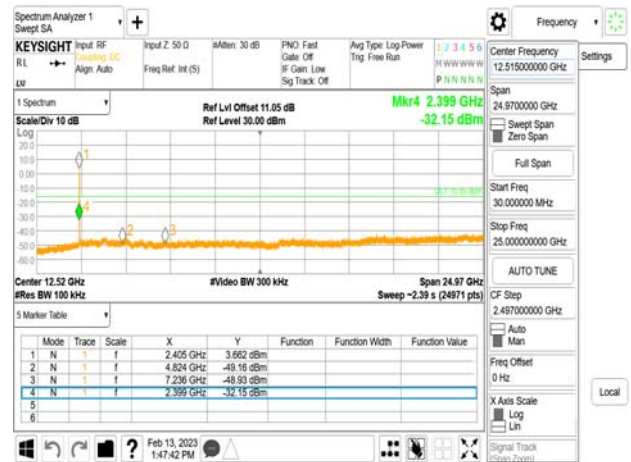 Spectrum Analyzer 1
Swept SA
Frequency
KEYSIGHT
Input: RF
Coupling: DC
Align: Auto
Input Z: 50 Ω
Freq Ref: Int (S)
#Atten: 30 dB
PNO: Fast
Gate: Off
IF Gain: Low
Sig Track: Off
Avg Type: Log-Power
Trig: Free Run
1 2 3 4 5 6
M W W W W W
P N N N N N
RL
LXI
Center Frequency
12.515000000 GHz
Settings
Span
24.9700000 GHz
Swept Span
Zero Span
Full Span
Start Freq
30.000000 MHz
Stop Freq
25.000000000 GHz
AUTO TUNE
CF Step
2.497000000 GHz
Auto
Man
Freq Offset
0 Hz
X Axis Scale
Log
Lin
Signal Track
(Span Zoom)
Local
1 Spectrum
Scale/Div 10 dB
Ref Lvl Offset 11.05 dB
Ref Level 30.00 dBm
Mkr4 2.399 GHz
-32.15 dBm
Log
20.0
10.0
0.00
-10.0
-20.0
-30.0
-40.0
-50.0
-60.0
1
4
2
3
Center 12.52 GHz
#Video BW 300 kHz
Span 24.97 GHz
#Res BW 100 kHz
Sweep ~2.39 s (24971 pts)
5 Marker Table
Mode Trace Scale X Y Function Function Width Function Value
1 N 1 f 2.405 GHz 3.662 dBm
2 N 1 f 4.824 GHz -49.16 dBm
3 N 1 f 7.236 GHz -48.93 dBm
4 N 1 f 2.399 GHz -32.15 dBm
5
6
Feb 13, 2023
1:47:42 PM